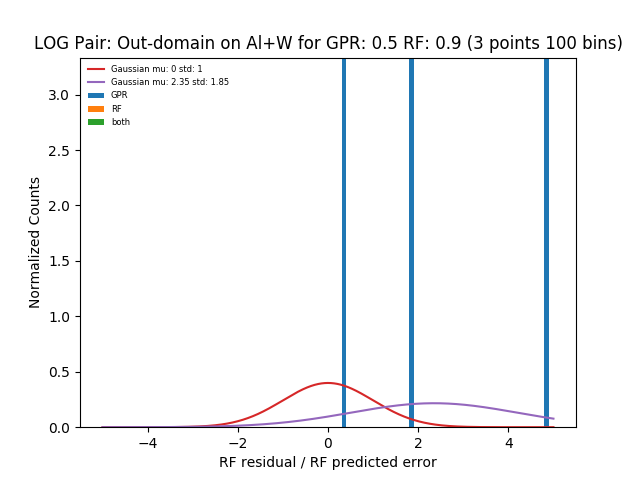 LOG Pair: Out-domain on Al+W for GPR: 0.5 RF: 0.9 (3 points 100 bins)
Gaussian mu: 0 std: 1
Gaussian mu: 2.35 std: 1.85
GPR
RF
both
3.0
2.5
2.0
1.5
1.0
0.5
0.0
Normalized Counts
−4
−2
0
2
4
RF residual / RF predicted error